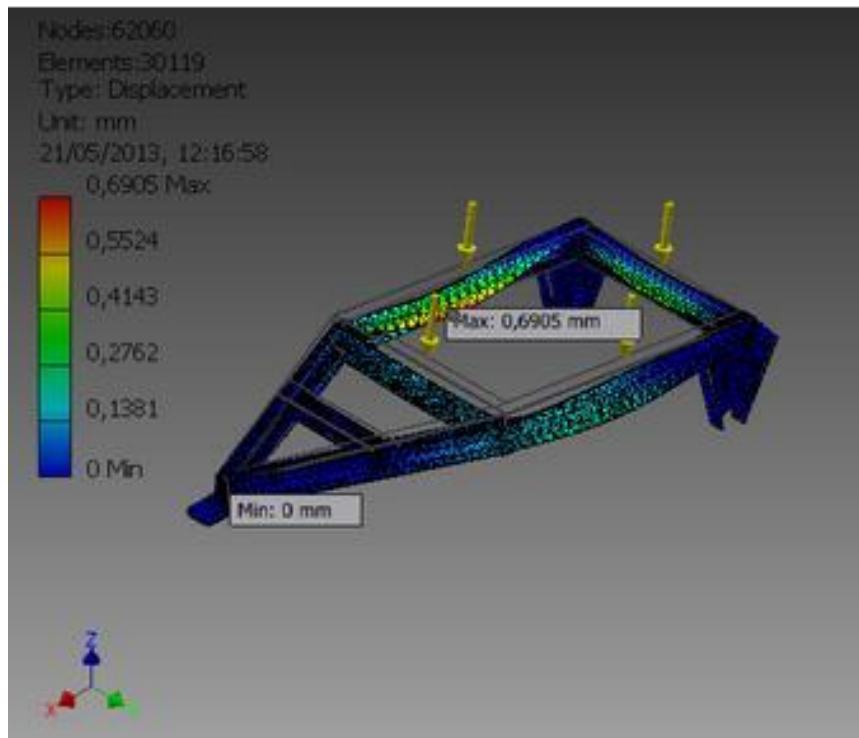 Nodes:62060
Elements:30119
Type: Displacement
Unit: mm
21/05/2013, 12:16:58
0,6905 Max
0,5524
0,4143
0,2762
0,1381
0 Min
Max: 0,6905 mm
Min: 0 mm
Z
X